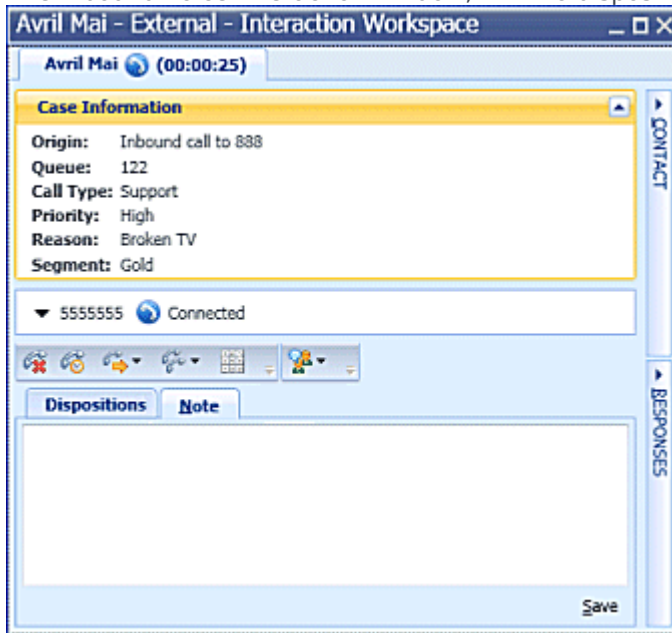 Avril Mai - External - Interaction Workspace
Avril Mai (00:00:25)
Case Information
Origin: Inbound call to 888
Queue: 122
Call Type: Support
Priority: High
Reason: Broken TV
Segment: Gold
5555555 Connected
Dispositions Note
Save
CONTACT
RESPONSES